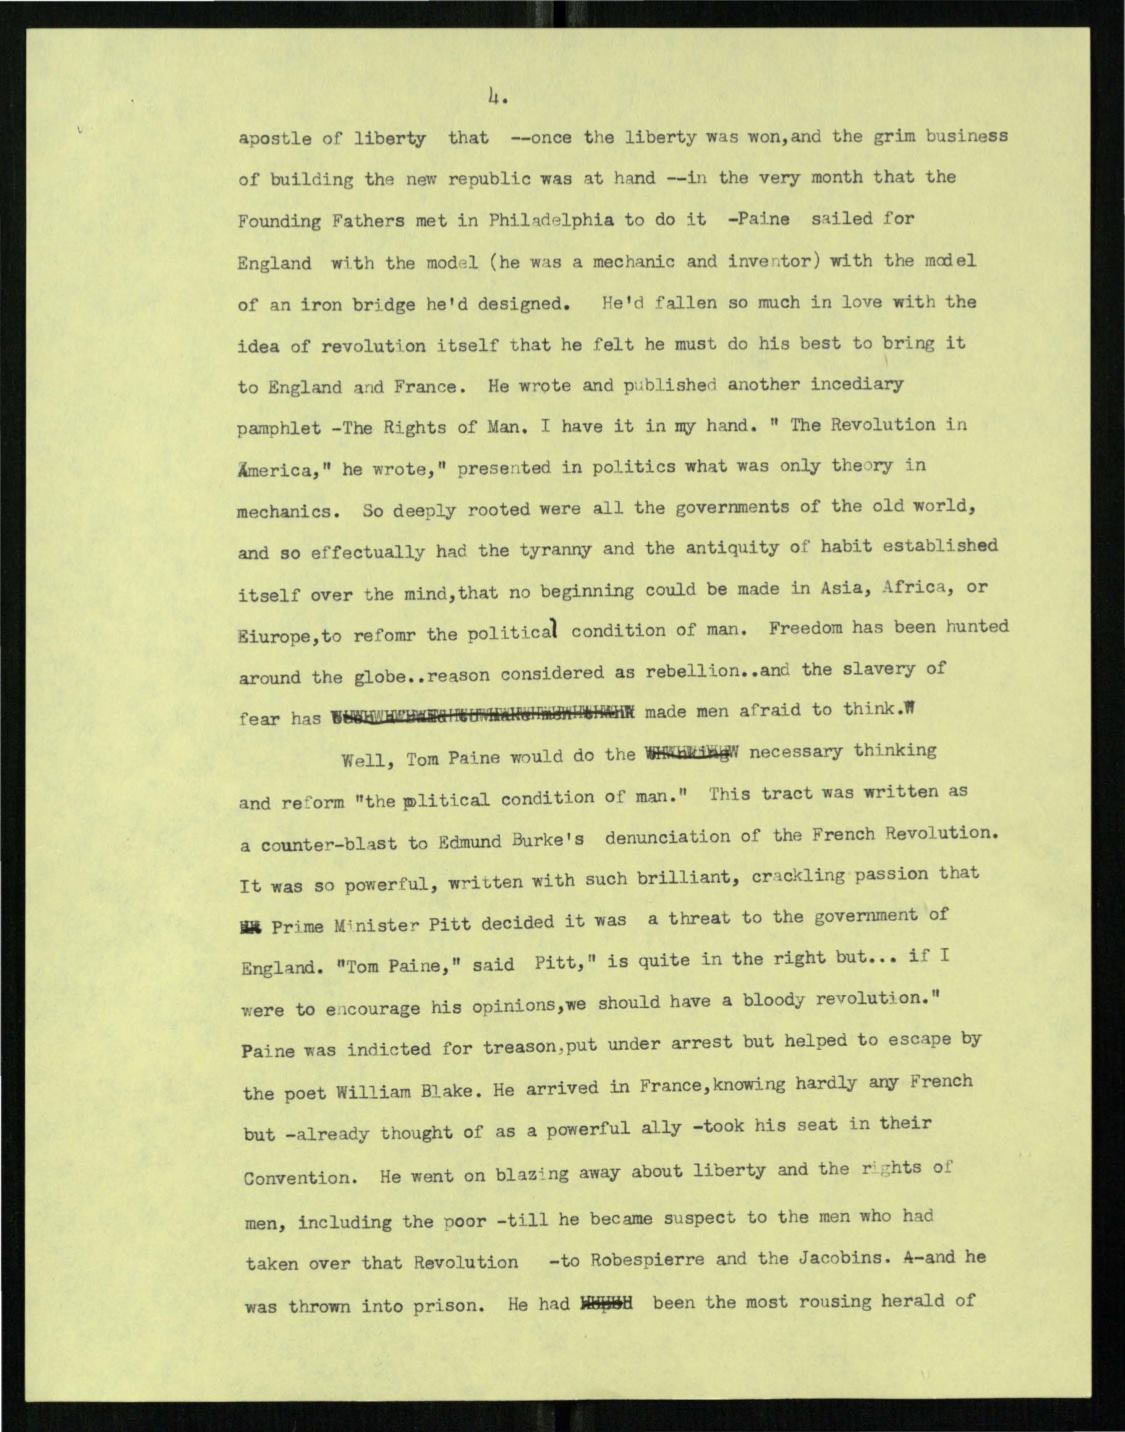 4.
apostle of liberty that --once the liberty was won,and the grim business
of building the new republic was at hand --in the very month that the
Founding Fathers met in Philadelphia to do it -Paine sailed for
England with the model (he was a mechanic and inventor) with the model
of an iron bridge he'd designed. He'd fallen so much in love with the
idea of revolution itself that he felt he must do his best to bring it
to England and France. He wrote and published another incediary
pamphlet -The Rights of Man. I have it in my hand. " The Revolution in
America," he wrote," presented in politics what was only theory in
mechanics. So deeply rooted were all the governments of the old world,
and so effectually had the tyranny and the antiquity of habit established
itself over the mind,that no beginning could be made in Asia, Africa, or
Eiurope,to refomr the political condition of man. Freedom has been hunted
around the globe..reason considered as rebellion..and the slavery of
fear has made men afraid to think.W
Well, Tom Paine would do the necessary thinking
and reform "the political condition of man." This tract was written as
a counter-blast to Edmund Burke's denunciation of the French Revolution.
It was so powerful, written with such brilliant, crackling passion that
Prime Minister Pitt decided it was a threat to the government of
England. "Tom Paine," said Pitt," is quite in the right but... if I
were to encourage his opinions,we should have a bloody revolution."
Paine was indicted for treason,put under arrest but helped to escape by
the poet William Blake. He arrived in France,knowing hardly any French
but -already thought of as a powerful ally -took his seat in their
Convention. He went on blazing away about liberty and the rights of
men, including the poor -till he became suspect to the men who had
taken over that Revolution -to Robespierre and the Jacobins. A-and he
was thrown into prison. He had been the most rousing herald of